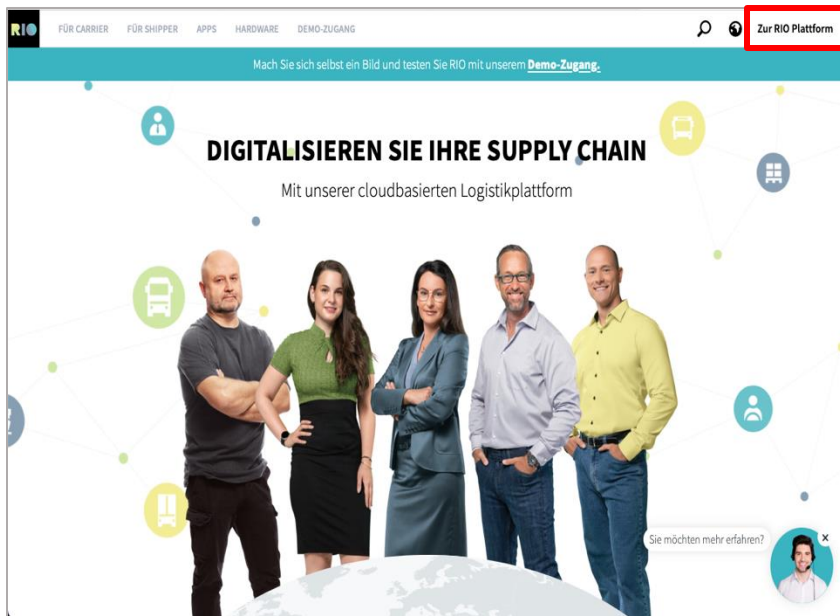 RIO
FÜR CARRIER FÜR SHIPPER APPS HARDWARE DEMO-ZUGANG
Zur RIO Plattform
Mach Sie sich selbst ein Bild und testen Sie RIO mit unserem Demo-Zugang.
DIGITALISIEREN SIE IHRE SUPPLY CHAIN
Mit unserer cloudbasierten Logistikplattform
Sie möchten mehr erfahren?
x